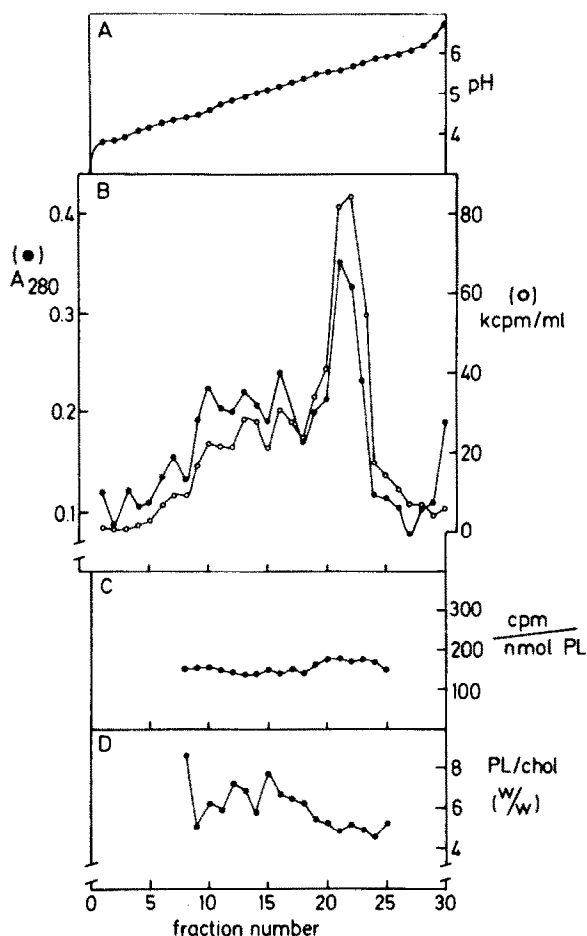 A
6
5
4
pH
B
0.4
0.3
0.2
0.1
(●)
A280
80
60
40
20
0
(o)
kcpm/ml
C
300
200
100
cpm
nmol PL
D
8
6
4
PL/chol
(w/w)
0 5 10 15 20 25 30
fraction number